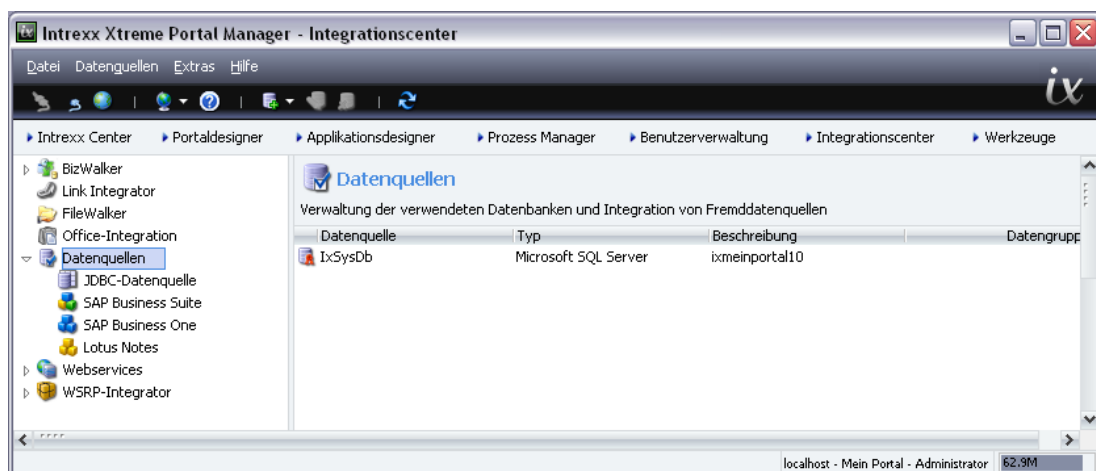 Intrexx Xtreme Portal Manager - Integrationscenter
Datei Datenquellen Extras Hilfe
ix
Intrexx Center Portaldesigner Applikationsdesigner Prozess Manager Benutzerverwaltung Integrationscenter Werkzeuge
BizWalker
Link Integrator
FileWalker
Office-Integration
Datenquellen
JDBC-Datenquelle
SAP Business Suite
SAP Business One
Lotus Notes
Webservices
WSRP-Integrator
Datenquellen
Verwaltung der verwendeten Datenbanken und Integration von Fremddatenquellen
Datenquelle Typ Beschreibung Datengrupp
IxSysDb Microsoft SQL Server ixmeinportal10
localhost - Mein Portal - Administrator 62.9M